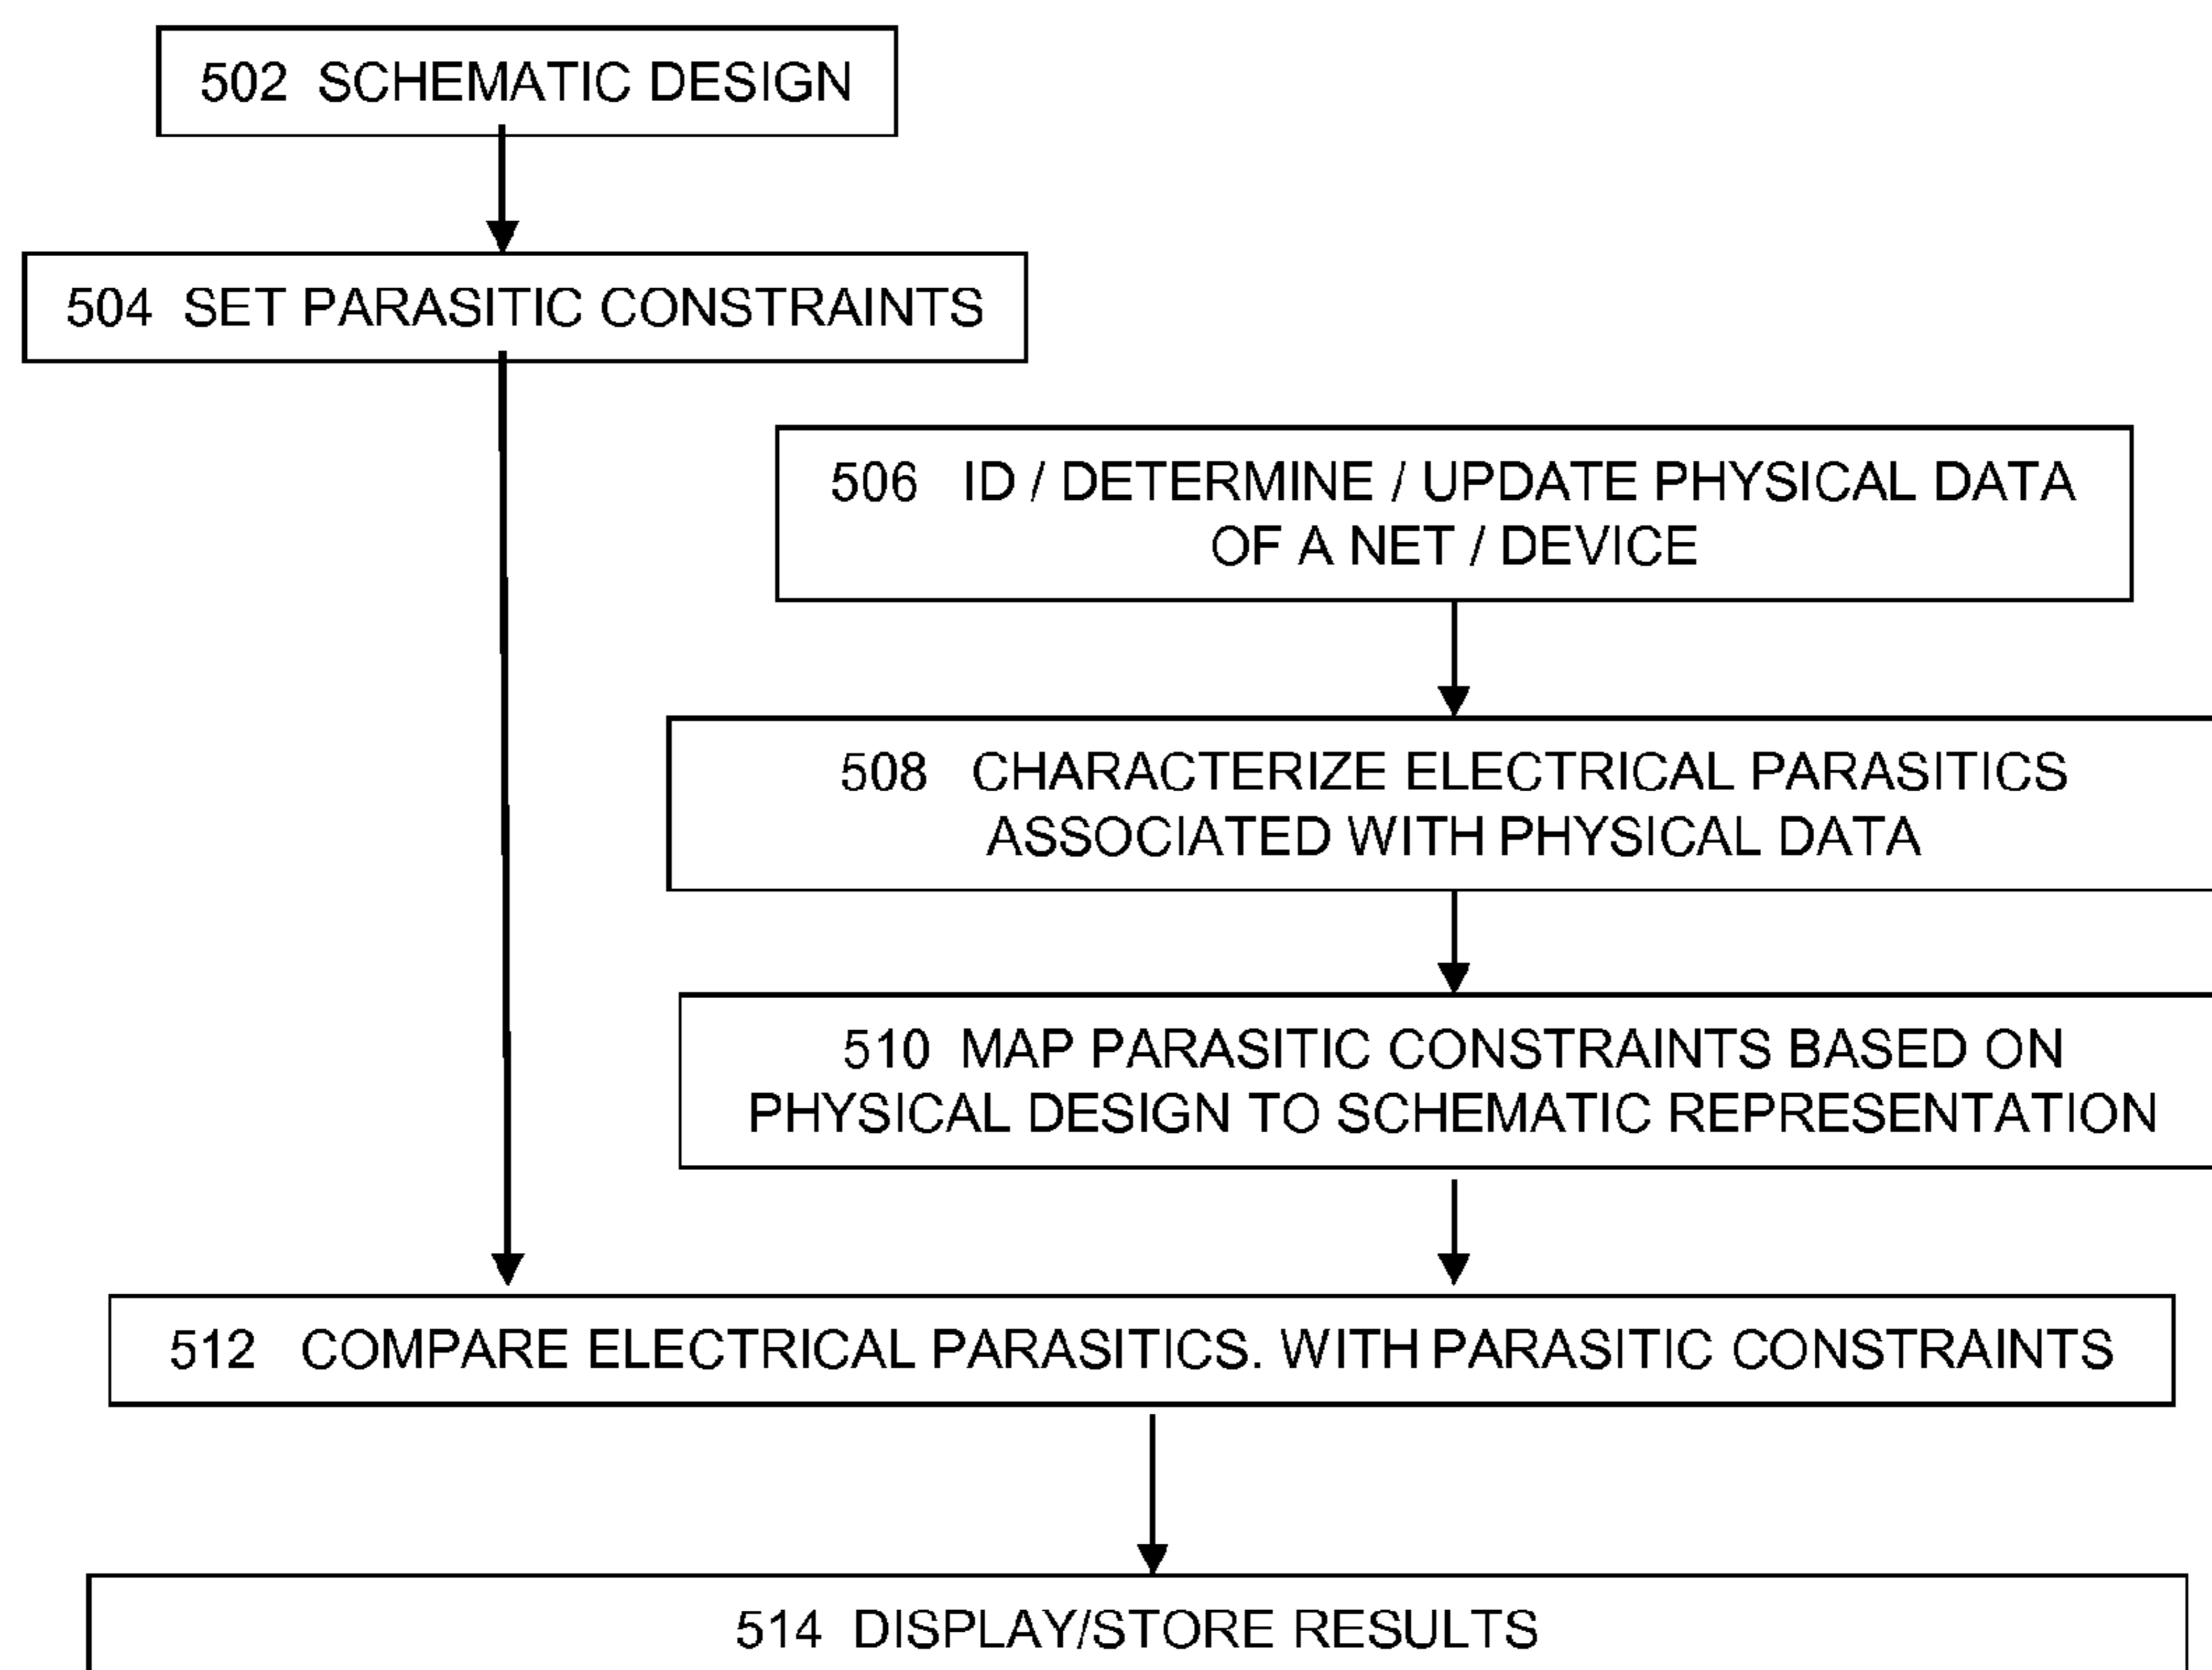 502 SCHEMATIC DESIGN
504 SET PARASITIC CONSTRAINTS
506 ID / DETERMINE / UPDATE PHYSICAL DATA
OF A NET / DEVICE
508 CHARACTERIZE ELECTRICAL PARASITICS
ASSOCIATED WITH PHYSICAL DATA
510 MAP PARASITIC CONSTRAINTS BASED ON
PHYSICAL DESIGN TO SCHEMATIC REPRESENTATION
512 COMPARE ELECTRICAL PARASITICS. WITH PARASITIC CONSTRAINTS
514 DISPLAY/STORE RESULTS